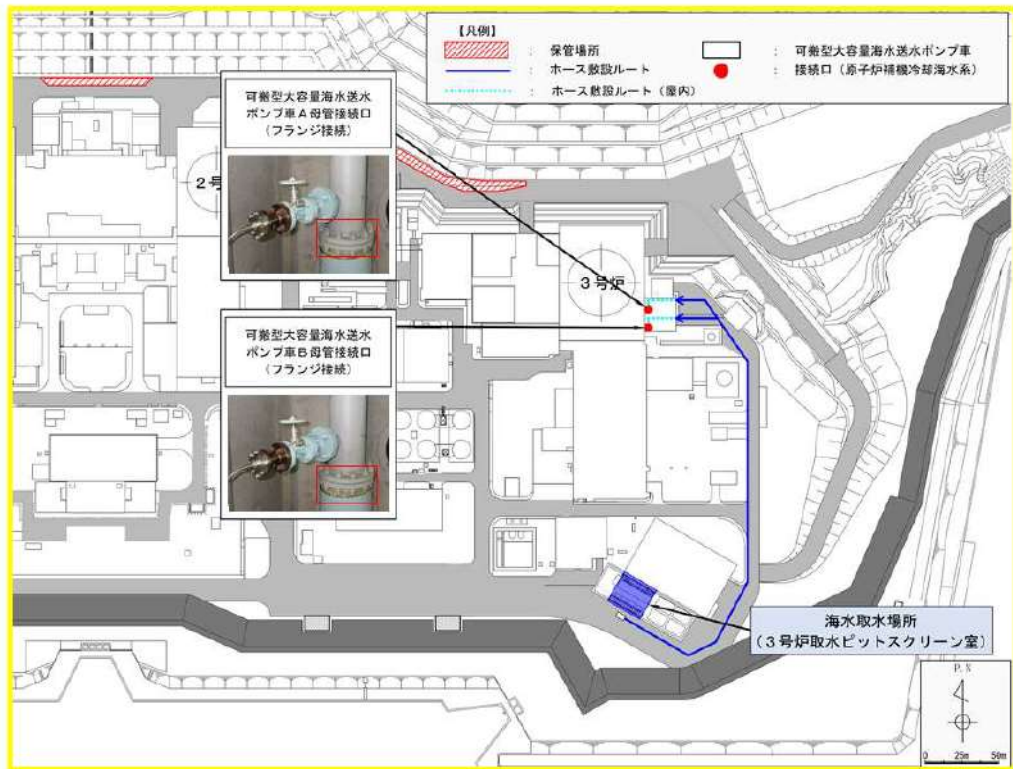 【凡例】
： 保管場所
： 可搬型大容量海水送水ポンプ車
： ホース敷設ルート
： 接続口（原子炉補機冷却海水系）
： ホース敷設ルート（屋内）
可搬型大容量海水送水
ポンプ車A母管接続口
（フランジ接続）
2号
3号炉
可搬型大容量海水送水
ポンプ車B母管接続口
（フランジ接続）
海水取水場所
（3号炉取水ピットスクリーン室）
P.N
0 25m 50m